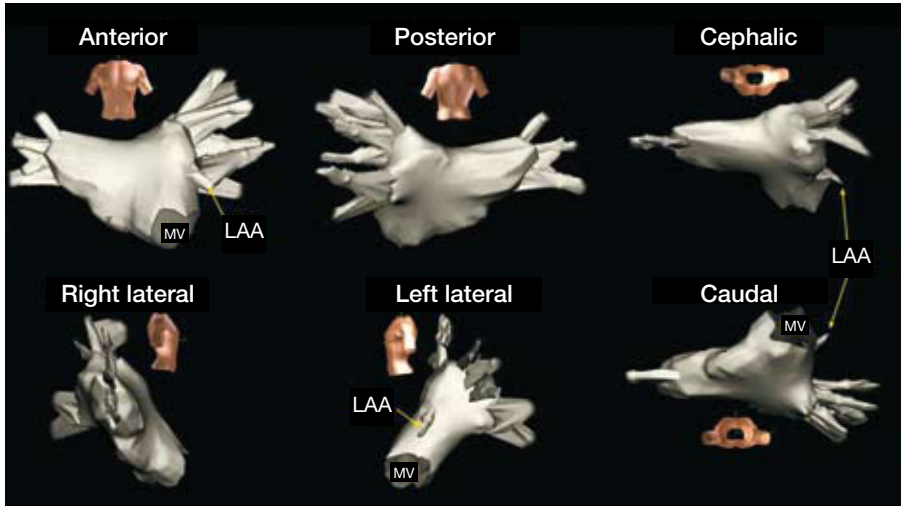 Anterior
Posterior
Cephalic
MV
LAA
LAA
Right lateral
Left lateral
Caudal
MV
LAA
MV